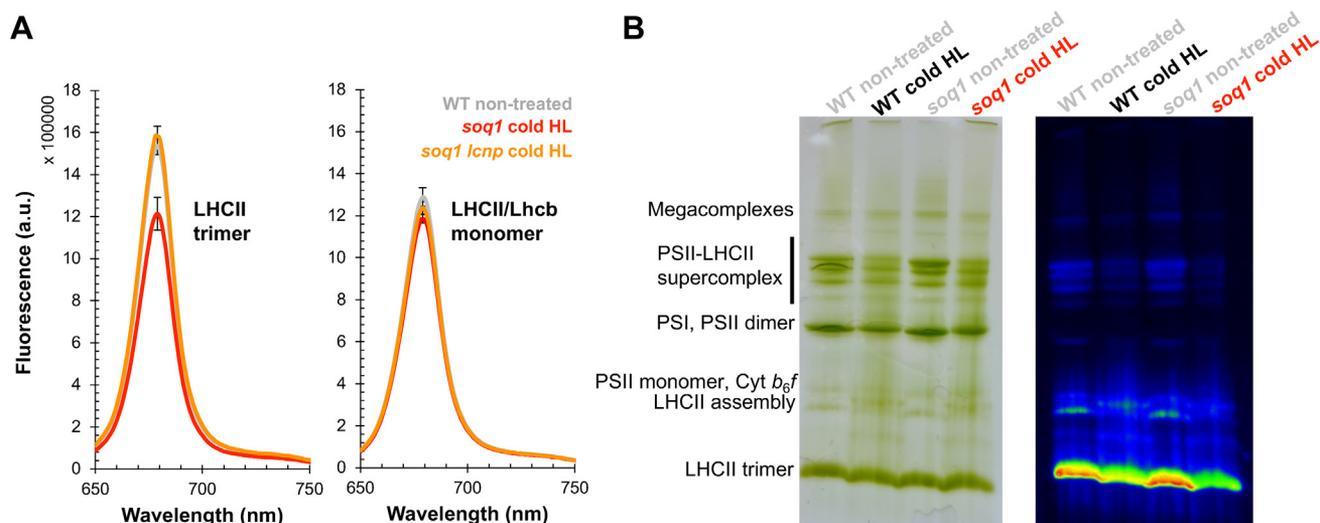 A
x 100000
Fluorescence (a.u.)
18
16
14
12
10
8
6
4
2
0
LHCII
trimer
650
700
750
Wavelength (nm)
18
16
14
12
10
8
6
4
2
0
WT non-treated
soq1 cold HL
soq1 lcnp cold HL
LHCII/Lhcb
monomer
650
700
750
Wavelength (nm)
B
WT non-treated
WT cold HL
soq1 non-treated
soq1 cold HL
WT non-treated
WT cold HL
soq1 non-treated
soq1 cold HL
Megacomplexes
PSII-LHCII
supercomplex
PSI, PSII dimer
PSII monomer, Cyt b6f
LHCII assembly
LHCII trimer